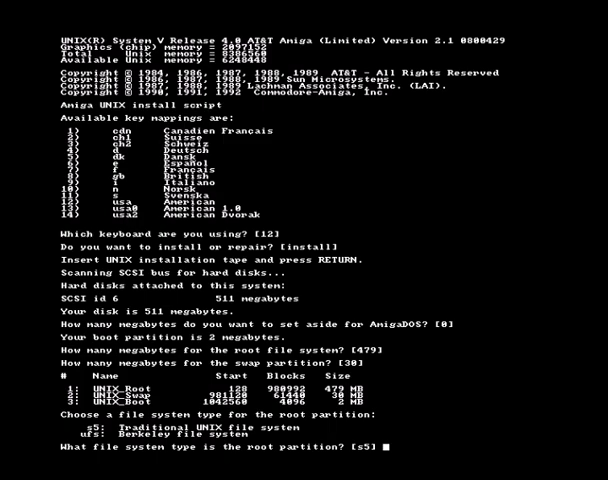 UNIX(R) System V Release 4.0 AT&T Amiga (Limited) Version 2.1 0800429
Graphics (chip) memory = 2097152
Total    Unix   memory = 8386560
Available Unix  memory = 6248448
Copyright © 1984, 1986, 1987, 1988, 1989  AT&T - All Rights Reserved
Copyright © 1986, 1987, 1988, 1989 Sun Microsystems.
Copyright © 1987, 1988, 1989 Lachman Associates, Inc. (LAI).
Copyright © 1990, 1991, 1992  Commodore-Amiga, Inc.
Amiga UNIX install script
Available key mappings are:
1)      cdn     Canadien Français
2)      ch1     Suisse
3)      ch2     Schweiz
4)      d       Deutsch
5)      dk      Dansk
6)      e       Español
7)      f       Français
8)      gb      British
9)      i       Italiano
10)     n       Norsk
11)     s       Svenska
12)     usa     American
13)     usa0    American 1.0
14)     usa2    American Dvorak
Which keyboard are you using? [12]
Do you want to install or repair? [install]
Insert UNIX installation tape and press RETURN.
Scanning SCSI bus for hard disks...
Hard disks attached to this system:
SCSI id 6               511 megabytes
Your disk is 511 megabytes.
How many megabytes do you want to set aside for AmigaDOS? [0]
Your boot partition is 2 megabytes.
How many megabytes for the root file system? [479]
How many megabytes for the swap partition? [30]
#    Name               Start   Blocks   Size
1:  UNIX_Root             128   980992   479 MB
2:  UNIX_Swap          981120    61440    30 MB
3:  UNIX_Boot         1042560     4096     2 MB
Choose a file system type for the root partition:
s5:  Traditional UNIX file system
ufs:  Berkeley file system
What file system type is the root partition? [s5]